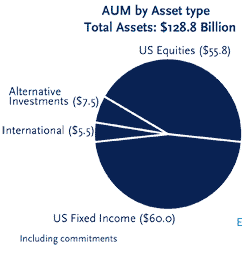 AUM by Asset type
Total Assets: $128.8 Billion
US Equities ($55.8)
Alternative
Investments ($7.5)
International ($5.5)
US Fixed Income ($60.0)
E
Including commitments